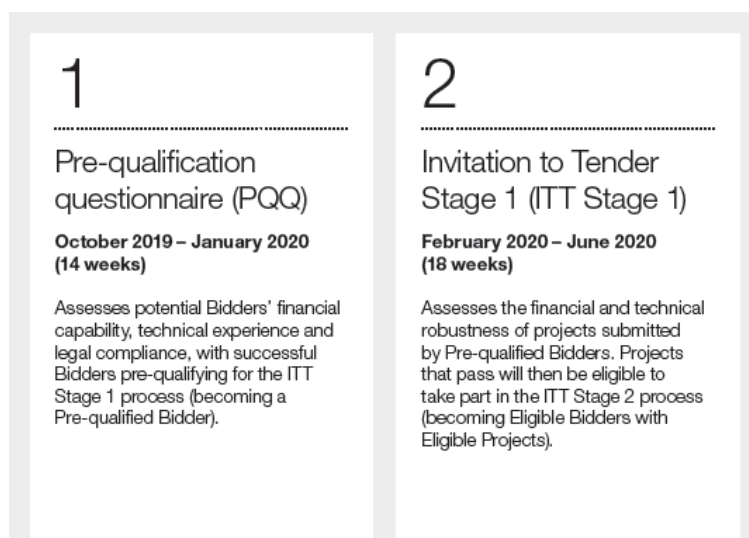 1
Pre-qualification
questionnaire (PQQ)
October 2019 – January 2020
(14 weeks)
Assesses potential Bidders' financial
capability, technical experience and
legal compliance, with successful
Bidders pre-qualifying for the ITT
Stage 1 process (becoming a
Pre-qualified Bidder).
2
Invitation to Tender
Stage 1 (ITT Stage 1)
February 2020 – June 2020
(18 weeks)
Assesses the financial and technical
robustness of projects submitted
by Pre-qualified Bidders. Projects
that pass will then be eligible to
take part in the ITT Stage 2 process
(becoming Eligible Bidders with
Eligible Projects).